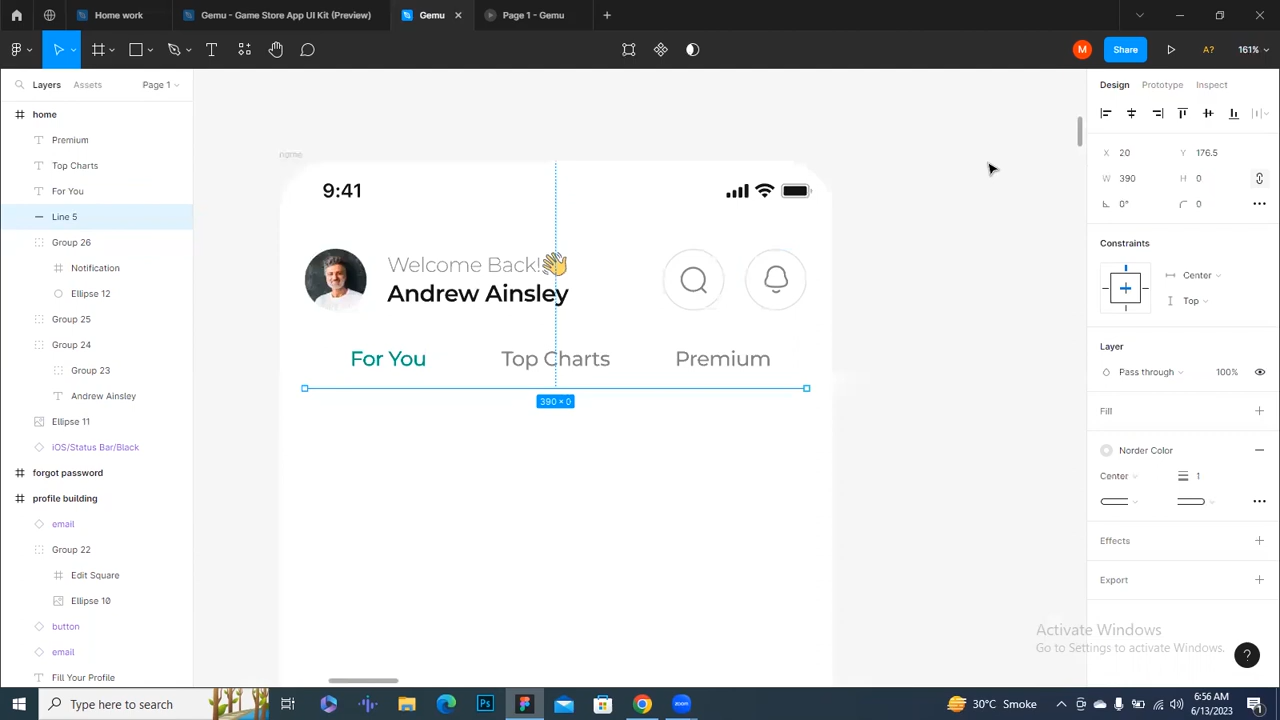 Home work
Gemu - Game Store App UI Kit (Preview)
Gemu
Page 1 - Gemu
M
Share
A?
161%
Layers
Assets
Page 1
home
Premium
Top Charts
For You
Line 5
Group 26
Notification
Ellipse 12
Group 25
Group 24
Group 23
Andrew Ainsley
Ellipse 11
iOS/Status Bar/Black
forgot password
profile building
email
Group 22
Edit Square
Ellipse 10
button
email
Fill Your Profile
home
9:41
Welcome Back!👋
Andrew Ainsley
For You
Top Charts
Premium
390 × 0
Design
Prototype
Inspect
X 20
Y 176.5
W 390
H 0
0°
0
Constraints
Center
Top
Layer
Pass through
100%
Fill
Norder Color
Center
1
Effects
Export
Activate Windows
Go to Settings to activate Windows.
?
Type here to search
Ps
zoom
30°C Smoke
6:56 AM
6/13/2023